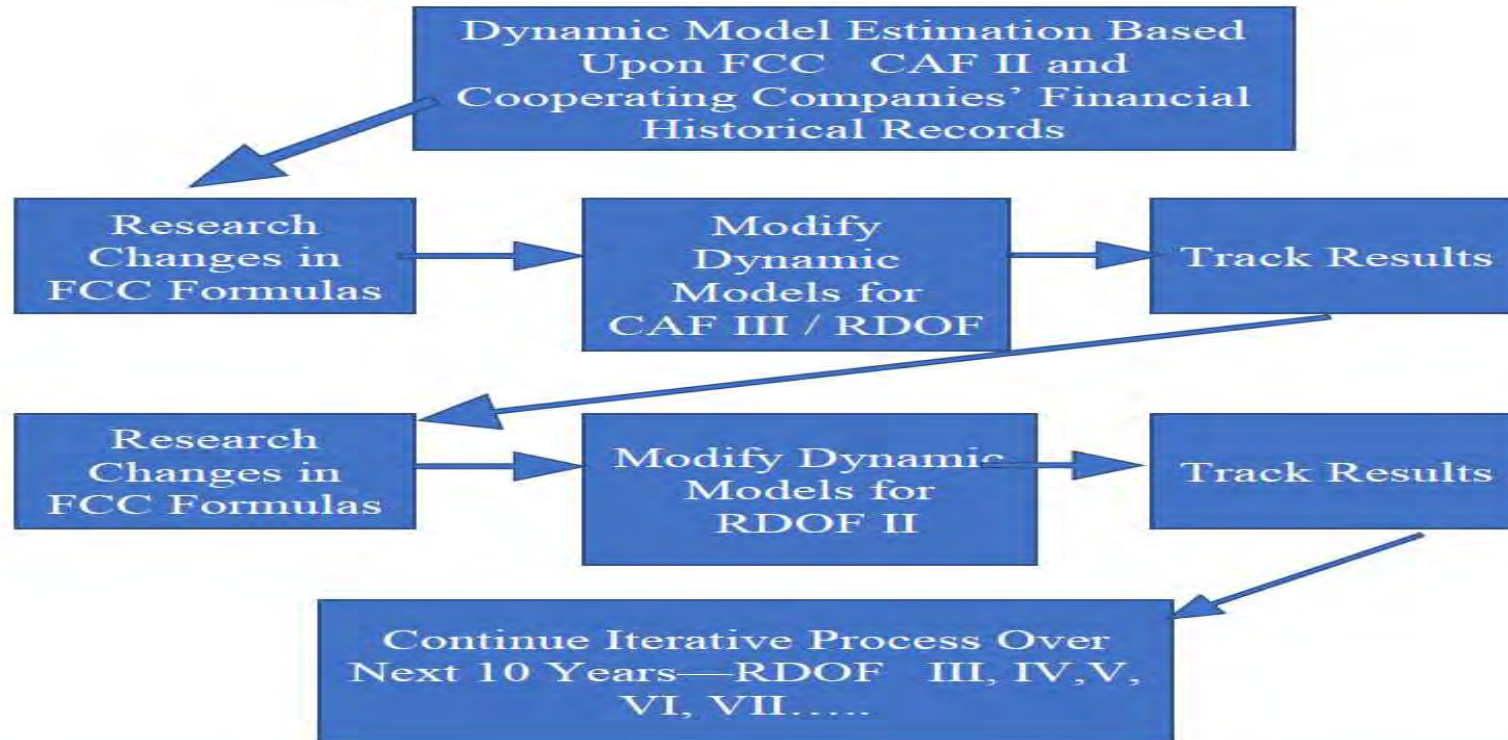 Dynamic Model Estimation Based
Upon FCC CAF II and
Cooperating Companies’ Financial
Historical Records
Research
Changes in
FCC Formulas
Modify
Dynamic
Models for
CAF III / RDOF
Track Results
Research
Changes in
FCC Formulas
Modify Dynamic
Models for
RDOF II
Track Results
Continue Iterative Process Over
Next 10 Years—RDOF III, IV,V,
VI, VII…..